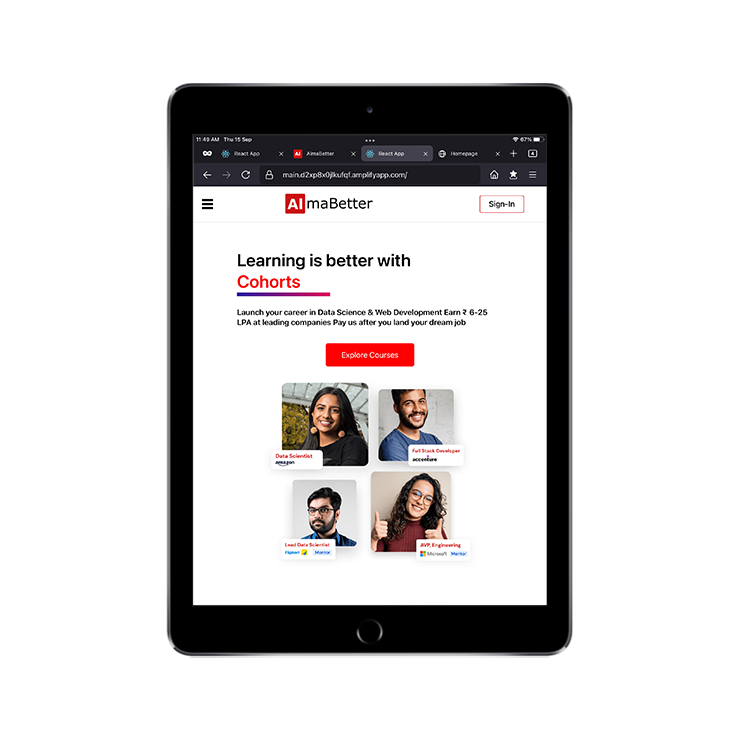 11:49 AM Thu 15 Sep
67%
React App
AlmaBetter
React App
Homepage
4
main.d2xp8x0jlkufqf.amplifyapp.com/
AlmaBetter
Sign-In
Learning is better with
Cohorts
Launch your career in Data Science & Web Development Earn ₹ 6-25
LPA at leading companies Pay us after you land your dream job
Explore Courses
Data Scientist
amazon
Full Stack Developer
accenture
Lead Data Scientist
Flipkart Mentor
AVP, Engineering
Microsoft Mentor